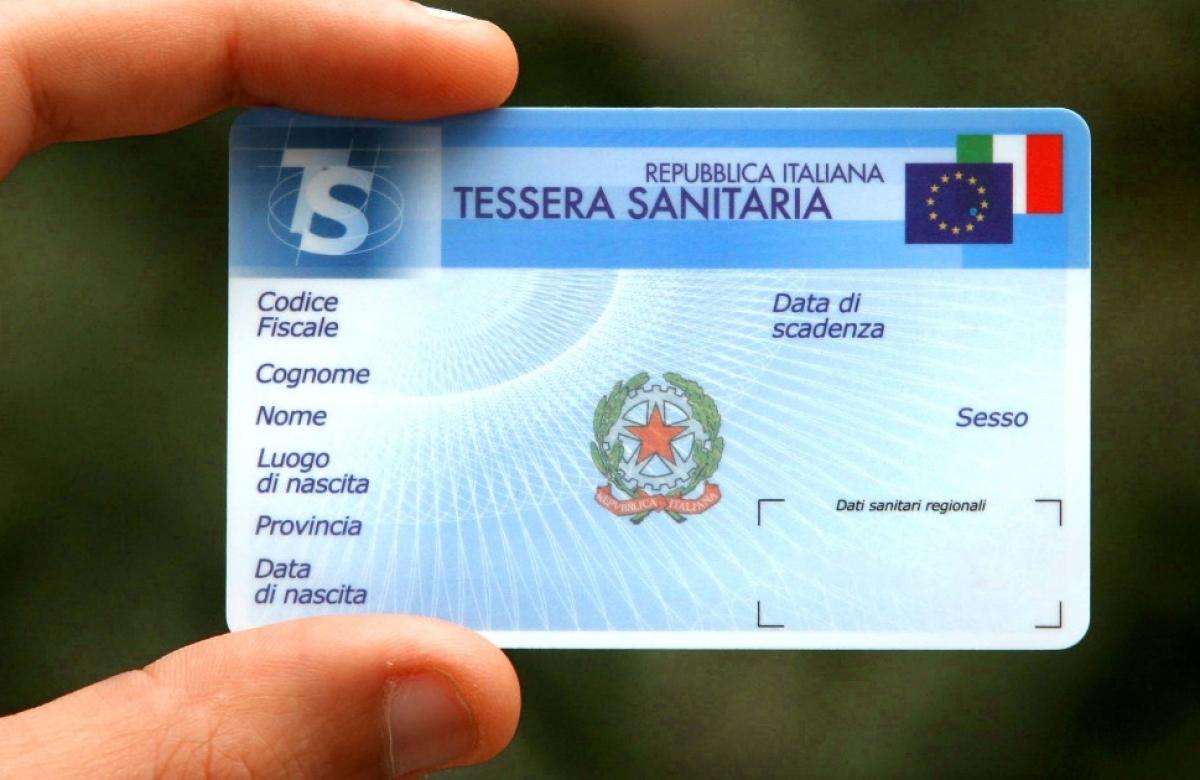 TS
REPUBBLICA ITALIANA
TESSERA SANITARIA
Codice
Fiscale
Data di
scadenza
Cognome
Nome
Sesso
Luogo
di nascita
Provincia
Dati sanitari regionali
Data
di nascita
REPVBBLICA ITALIANA